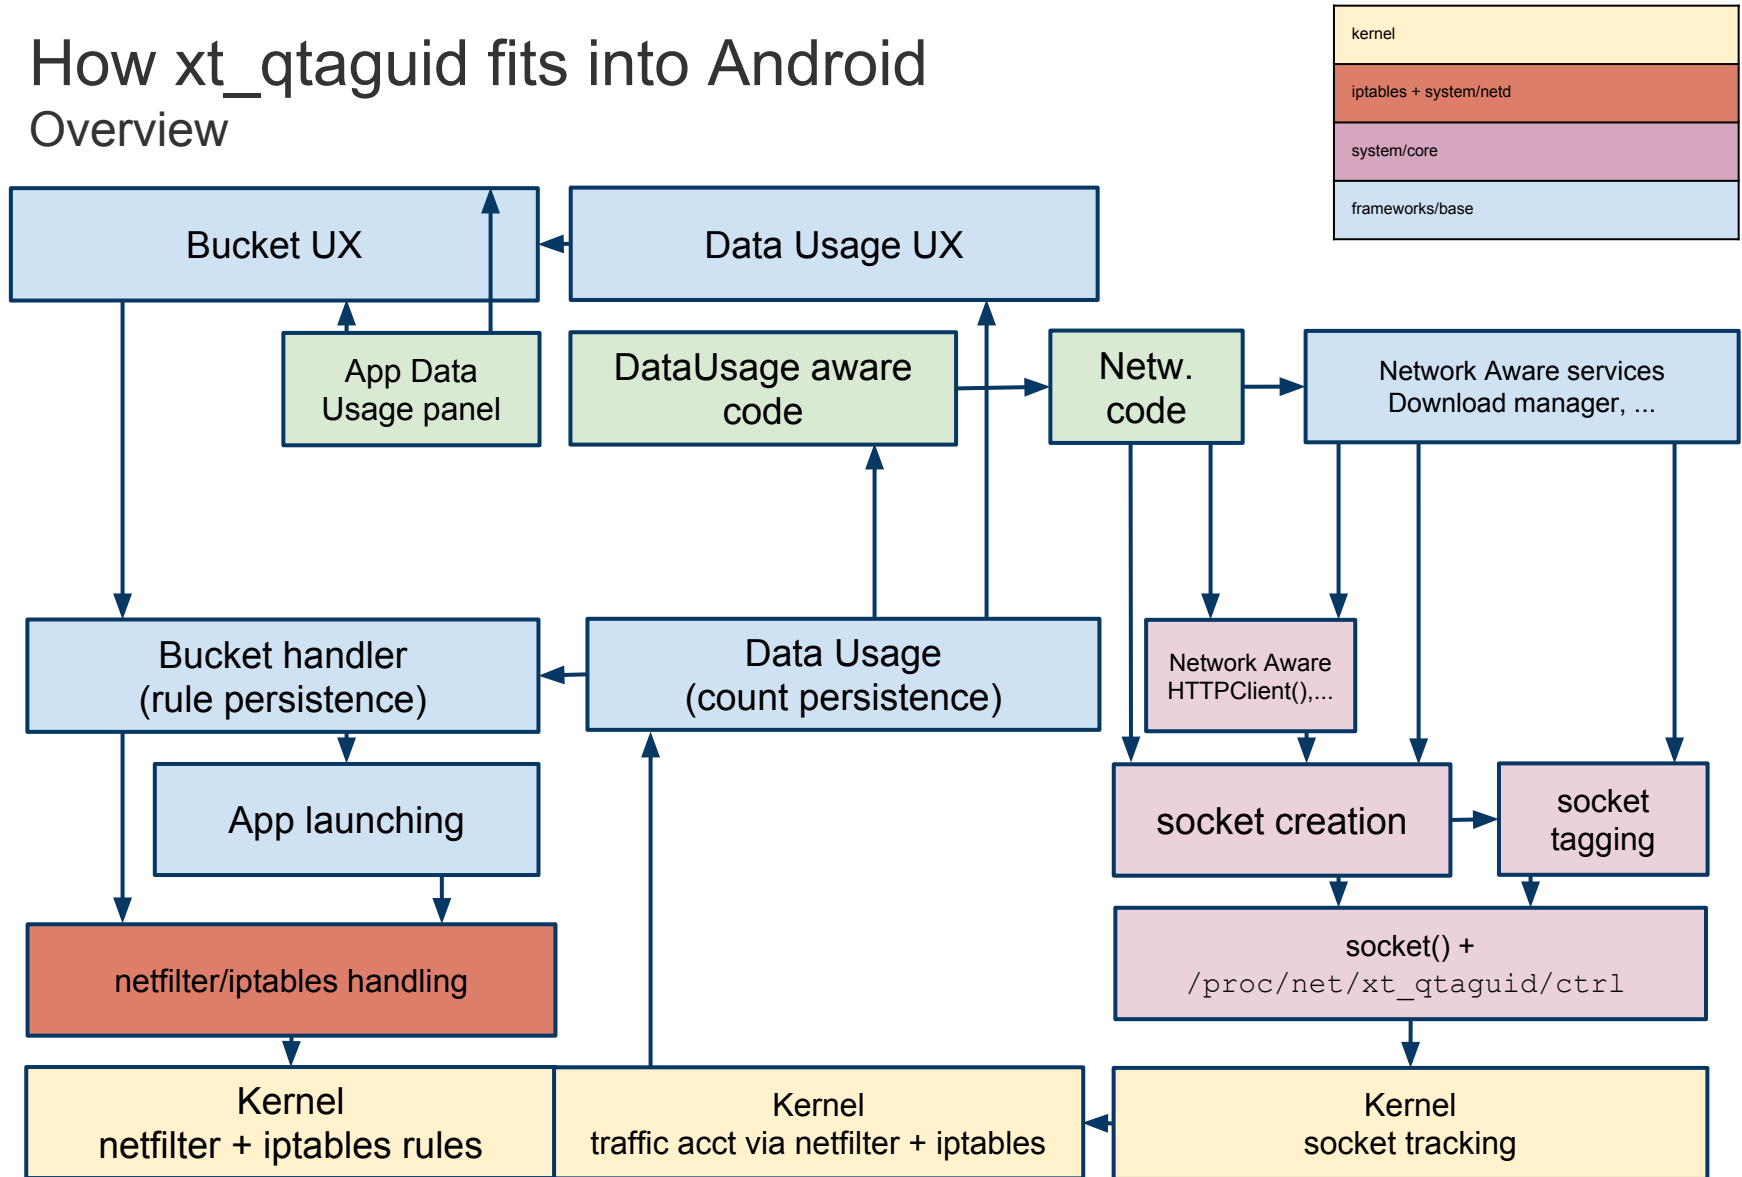 How xt_qtaguid fits into Android
Overview
kernel
iptables + system/netd
system/core
frameworks/base
Bucket UX
Data Usage UX
App Data
Usage panel
DataUsage aware
code
Netw.
code
Network Aware services
Download manager, ...
Bucket handler
(rule persistence)
Data Usage
(count persistence)
Network Aware
HTTPClient(),...
App launching
socket creation
socket
tagging
netfilter/iptables handling
socket() +
/proc/net/xt_qtaguid/ctrl
Kernel
netfilter + iptables rules
Kernel
traffic acct via netfilter + iptables
Kernel
socket tracking